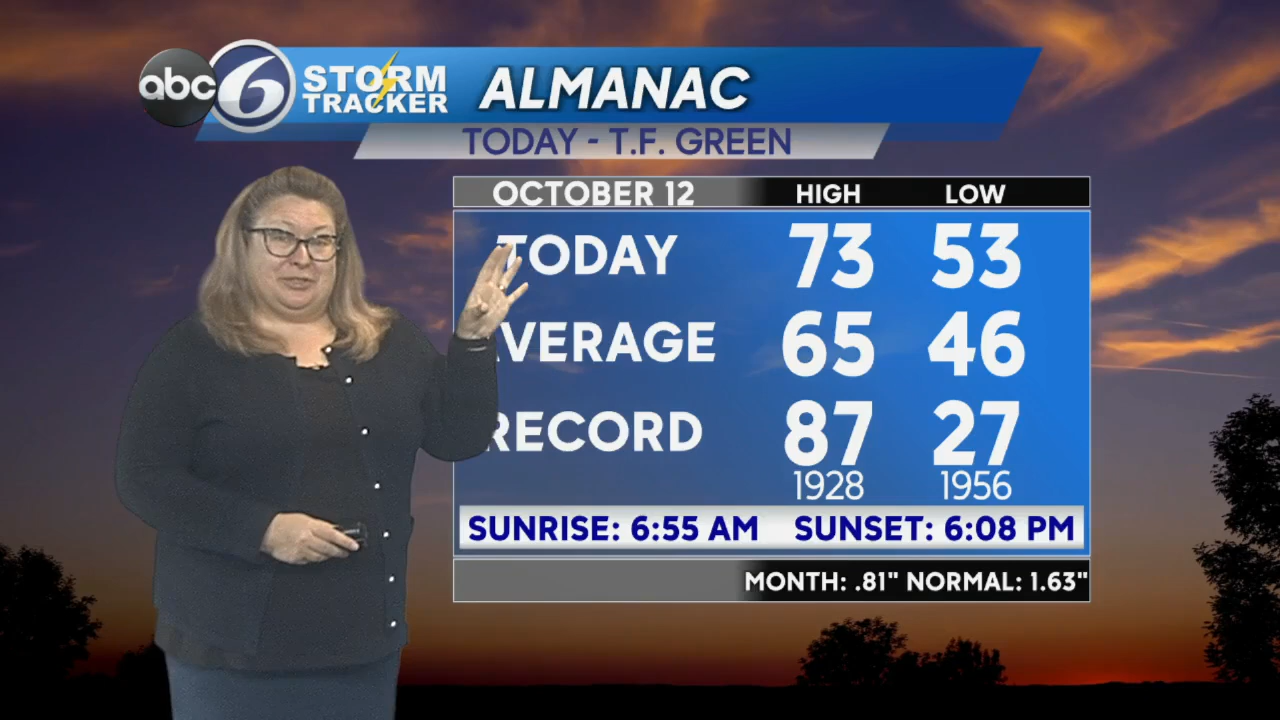 abc 6 STORM TRACKER
ALMANAC
TODAY - T.F. GREEN
OCTOBER 12 HIGH LOW
TODAY 73 53
AVERAGE 65 46
RECORD 87 27
1928 1956
SUNRISE: 6:55 AM SUNSET: 6:08 PM
MONTH: .81" NORMAL: 1.63"